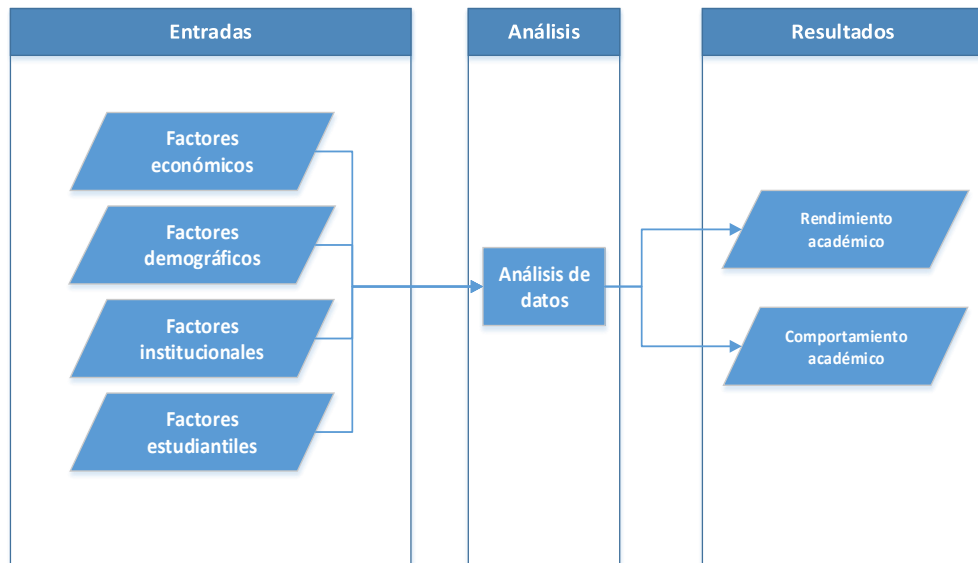 Entradas
Análisis
Resultados
Factores
económicos
Factores
demográficos
Factores
institucionales
Factores
estudiantiles
Análisis de
datos
Rendimiento
académico
Comportamiento
académico